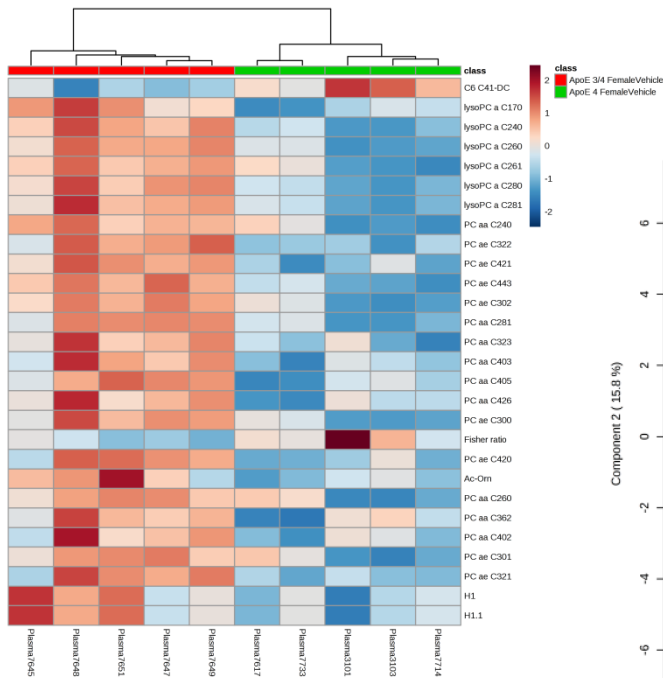 class
C6 C41-DC
lysoPC a C170
lysoPC a C240
lysoPC a C260
lysoPC a C261
lysoPC a C280
lysoPC a C281
PC aa C240
PC ae C322
PC ae C421
PC ae C443
PC ae C302
PC aa C281
PC aa C323
PC aa C403
PC aa C405
PC aa C426
PC ae C300
Fisher ratio
PC ae C420
Ac-Orn
PC aa C260
PC aa C362
PC aa C402
PC ae C301
PC ae C321
H1
H1.1
Plasma7645
Plasma7648
Plasma7651
Plasma7647
Plasma7649
Plasma7617
Plasma7733
Plasma3101
Plasma3103
Plasma7714
2
1
0
-1
-2
class
ApoE 3/4 FemaleVehicle
ApoE 4 FemaleVehicle
Component 2 ( 15.8 %)
6
4
2
0
-2
-4
-6